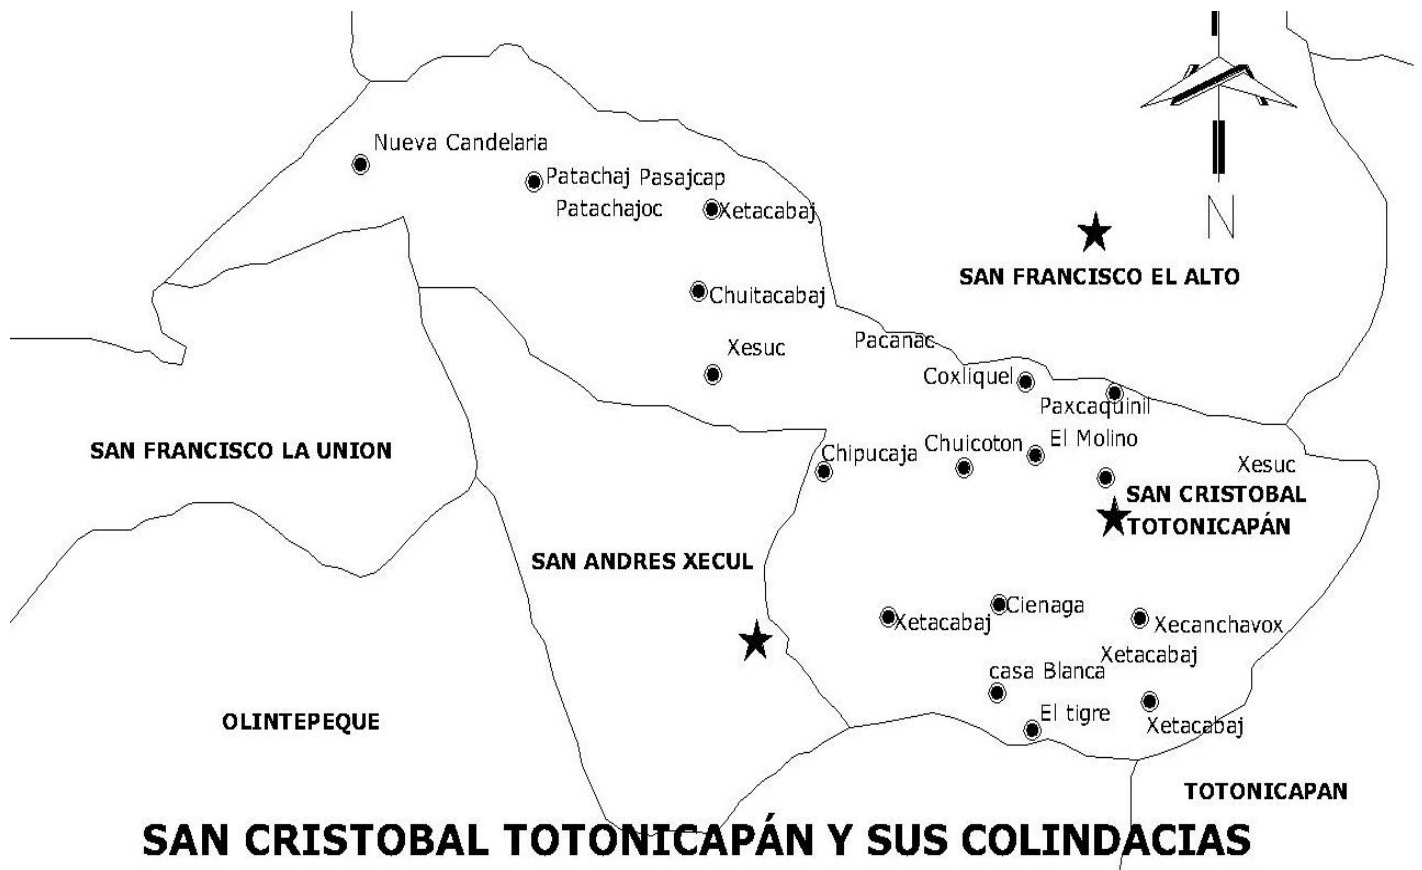 Nueva Candelaria
Patachaj Pasajcap
Patachajoc
Xetacabaj
N
SAN FRANCISCO EL ALTO
Chuitacabaj
Pacanac
Xesuc
Coxliquel
Paxcaquinil
El Molino
Chuicoton
Chipucaja
SAN FRANCISCO LA UNION
Xesuc
SAN CRISTOBAL
TOTONICAPÁN
SAN ANDRES XECUL
Cienaga
Xetacabaj
Xecanchavox
Xetacabaj
casa Blanca
El tigre
Xetacabaj
OLINTEPEQUE
TOTONICAPAN
SAN CRISTOBAL TOTONICAPÁN Y SUS COLINDACIAS